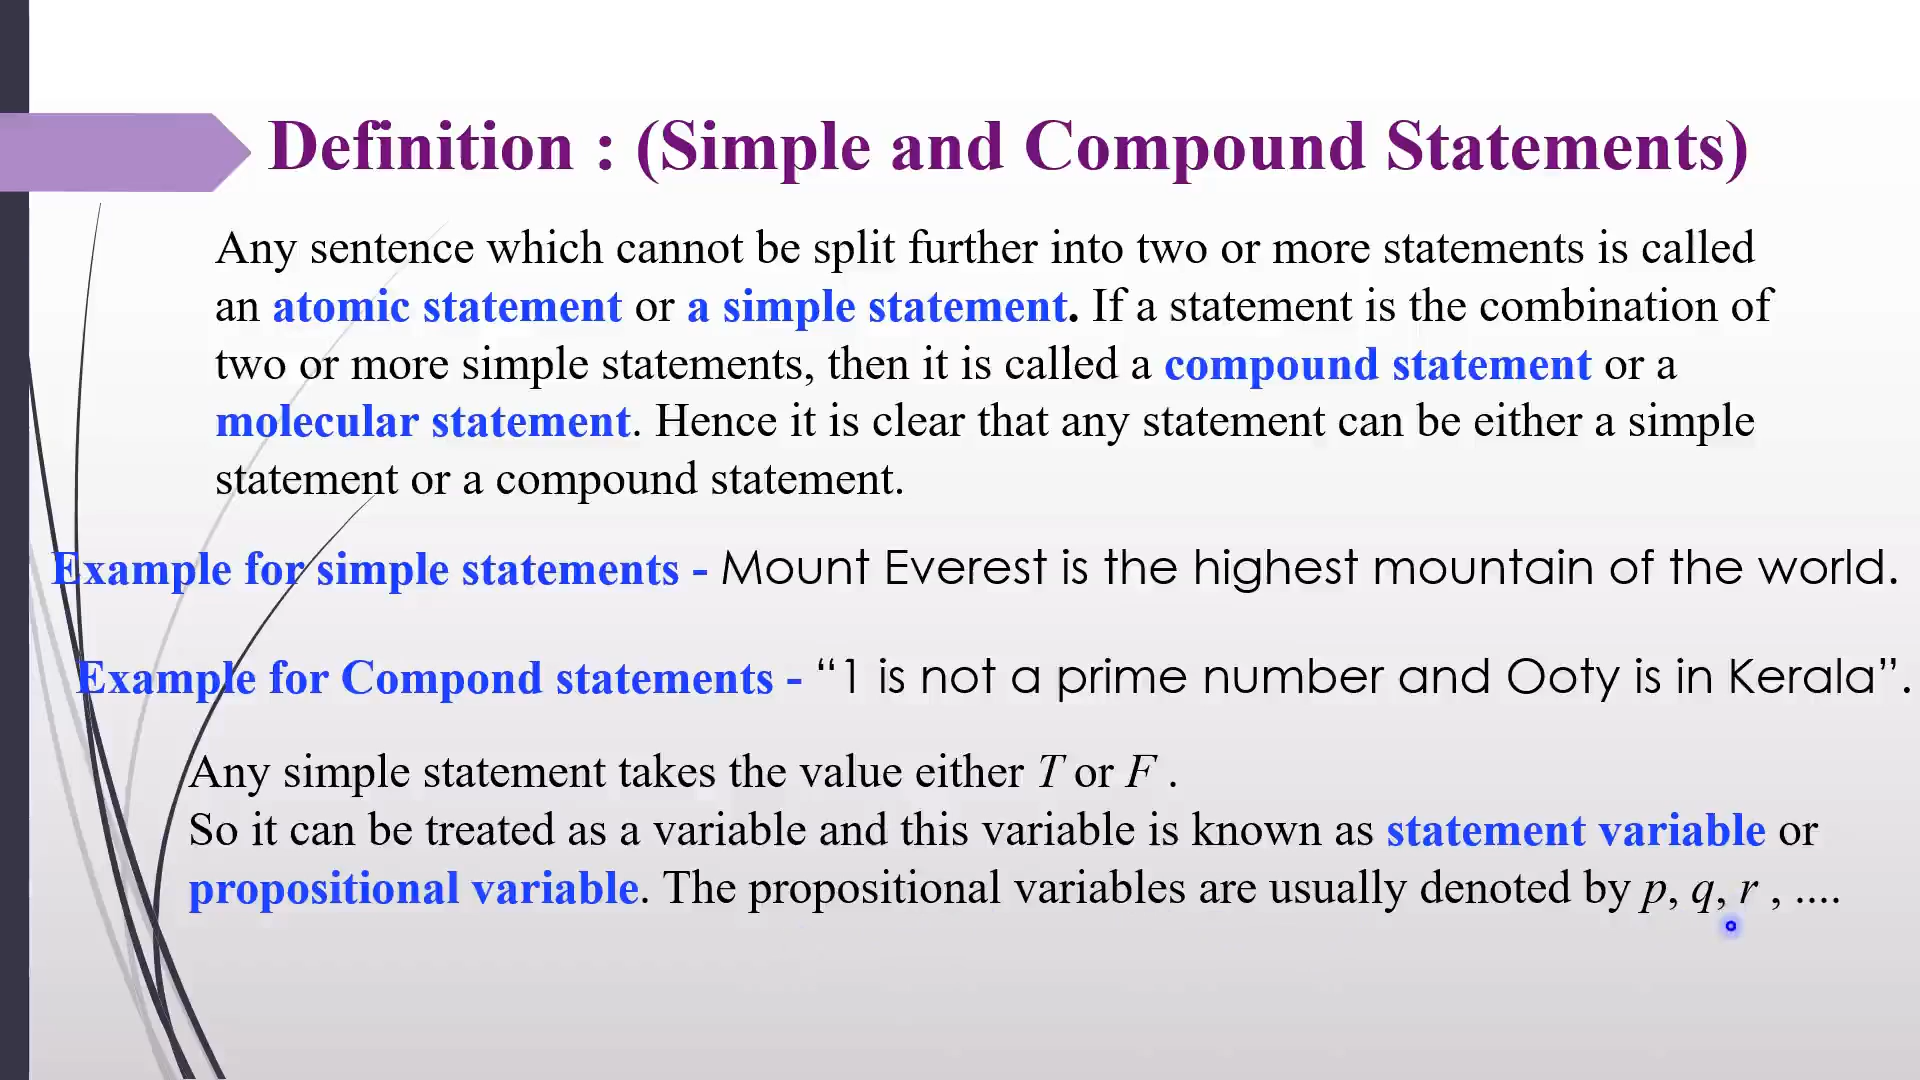 Definition : (Simple and Compound Statements)
Any sentence which cannot be split further into two or more statements is called
an atomic statement or a simple statement. If a statement is the combination of
two or more simple statements, then it is called a compound statement or a
molecular statement. Hence it is clear that any statement can be either a simple
statement or a compound statement.
Example for simple statements - Mount Everest is the highest mountain of the world.
Example for Compond statements - “1 is not a prime number and Ooty is in Kerala”.
Any simple statement takes the value either T or F .
So it can be treated as a variable and this variable is known as statement variable or
propositional variable. The propositional variables are usually denoted by p, q, r , ....